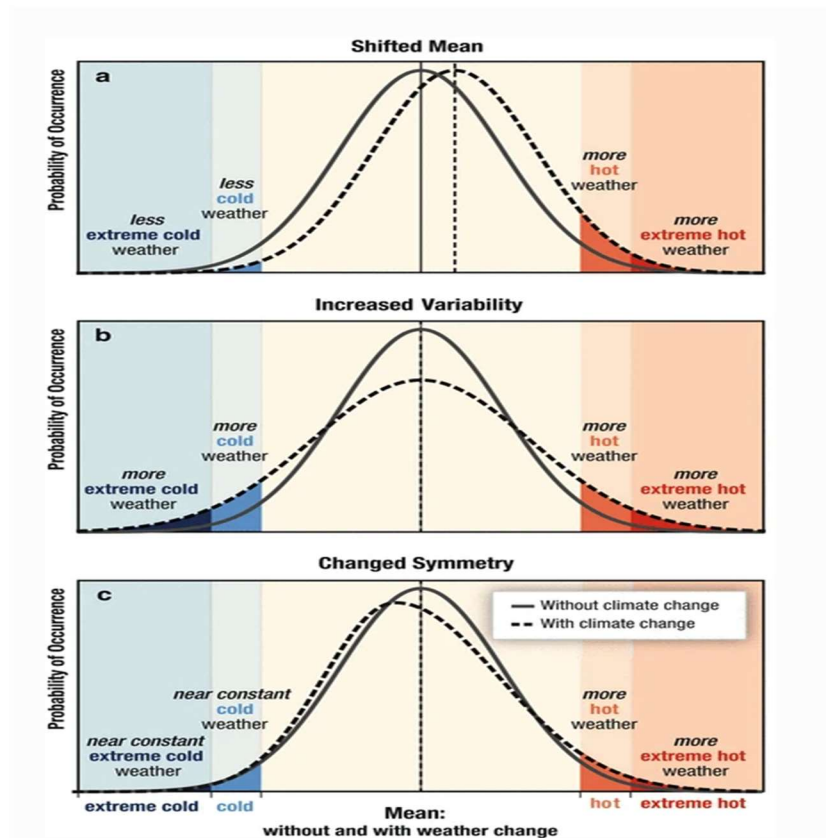 Shifted Mean
a
Probability of Occurrence
less
extreme cold
weather
less
cold
weather
more
hot
weather
more
extreme hot
weather
Increased Variability
b
Probability of Occurrence
more
extreme cold
weather
more
cold
weather
more
hot
weather
more
extreme hot
weather
Changed Symmetry
c
Probability of Occurrence
Without climate change
With climate change
near constant
extreme cold
weather
near constant
cold
weather
more
hot
weather
more
extreme hot
weather
extreme cold
cold
Mean:
without and with weather change
hot
extreme hot